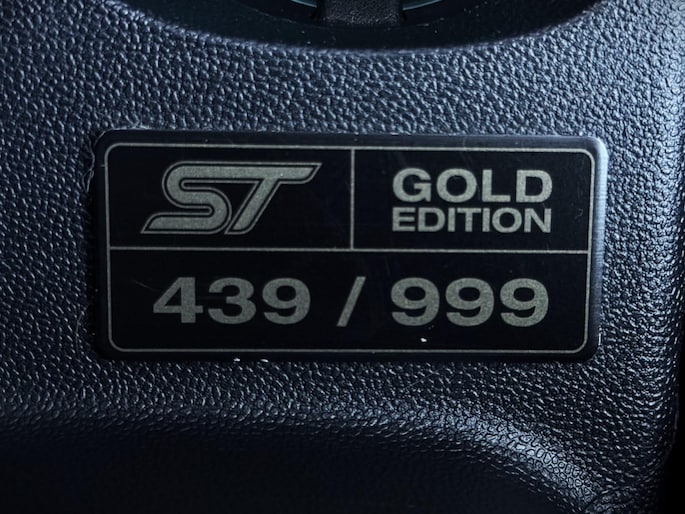 ST
GOLD
EDITION
439 / 999